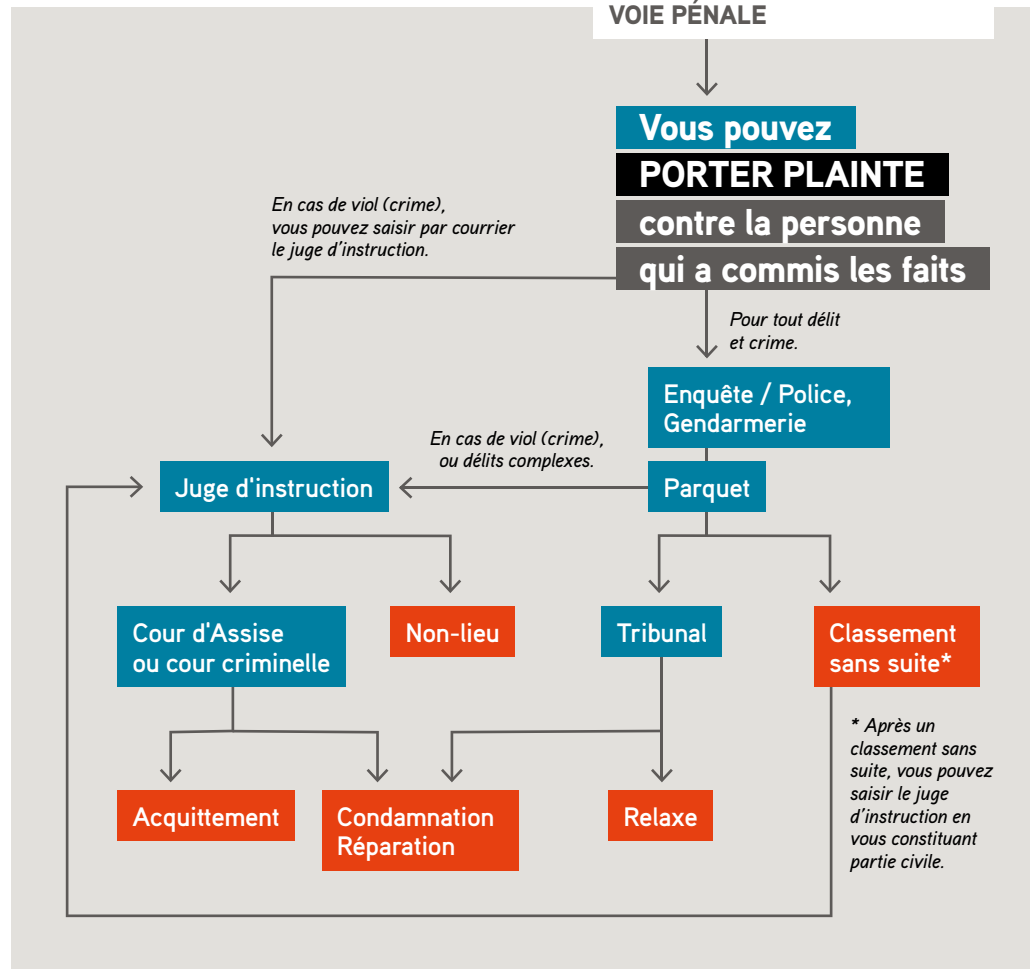 VOIE PÉNALE
Vous pouvez
PORTER PLAINTE
contre la personne
qui a commis les faits
En cas de viol (crime),
vous pouvez saisir par courrier
le juge d'instruction.
Pour tout délit
et crime.
Enquête / Police,
Gendarmerie
En cas de viol (crime),
ou délits complexes.
Juge d'instruction
Parquet
Cour d'Assise
ou cour criminelle
Non-lieu
Tribunal
Classement
sans suite*
* Après un
classement sans
suite, vous pouvez
saisir le juge
d'instruction en
vous constituant
partie civile.
Acquittement
Condamnation
Réparation
Relaxe